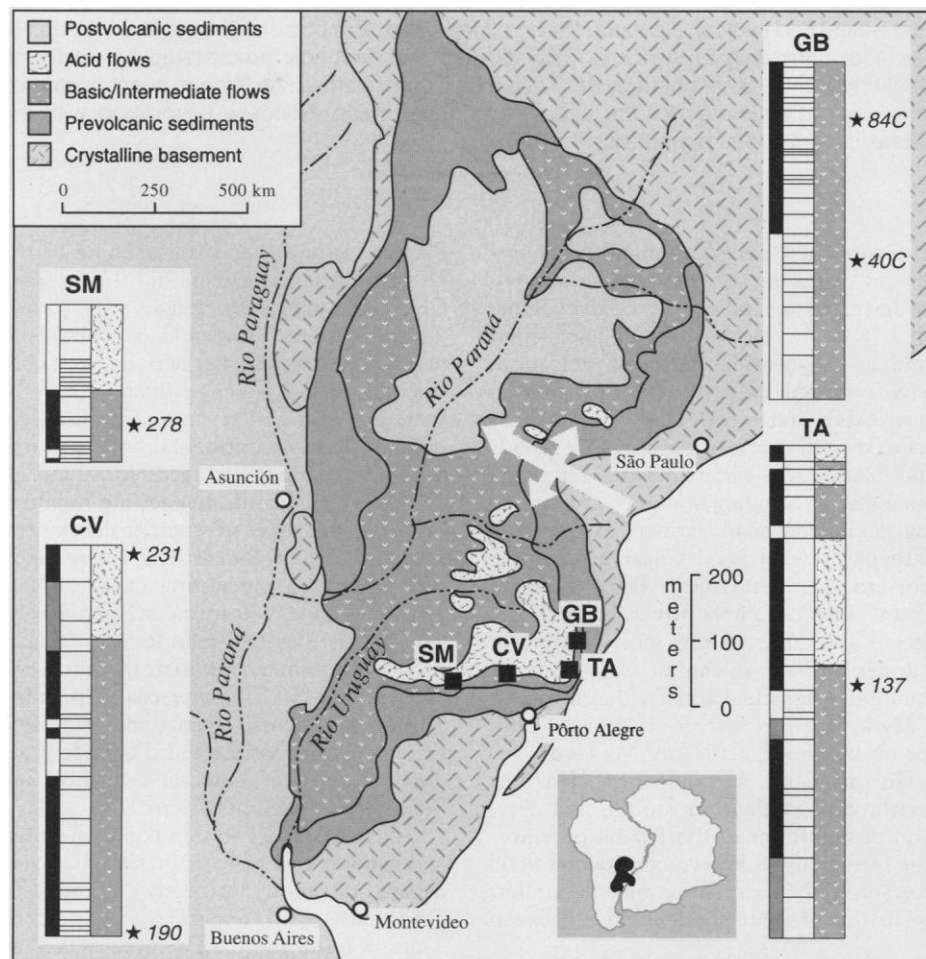 Postvolcanic sediments
Acid flows
Basic/Intermediate flows
Prevolcanic sediments
Crystalline basement
0 250 500 km
GB
★ 84C
★ 40C
SM
★ 278
CV
★ 231
★ 190
TA
★ 137
Rio Paraguay
Rio Paraná
Asunción
São Paulo
meters
200
100
0
GB
SM
CV
TA
Rio Paraná
Rio Uruguay
Pôrto Alegre
Montevideo
Buenos Aires